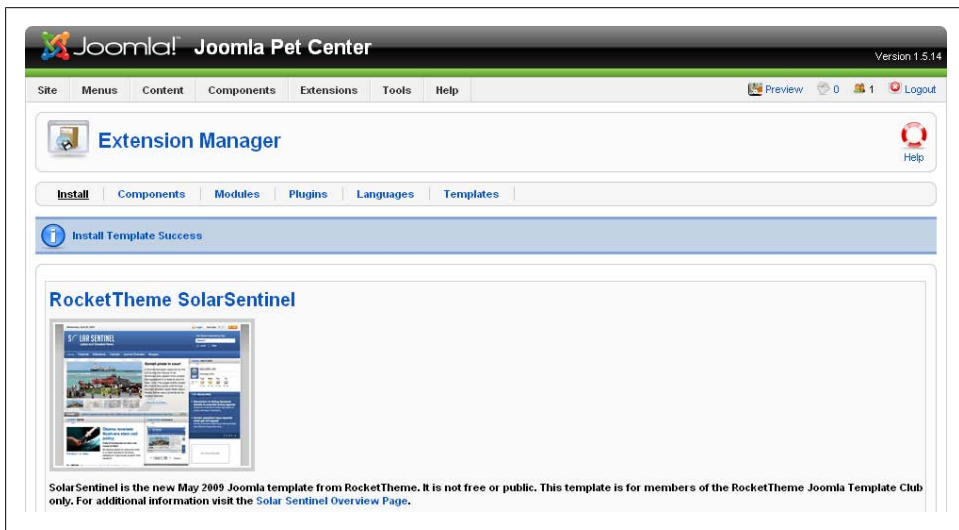 Joomla! Joomla Pet Center
Version 1.5.14
Site Menus Content Components Extensions Tools Help Preview 0 1 Logout
Extension Manager
Help
Install Components Modules Plugins Languages Templates
Install Template Success
RocketTheme SolarSentinel
SOLAR SENTINEL
SolarSentinel is the new May 2009 Joomla template from RocketTheme. It is not free or public. This template is for members of the RocketTheme Joomla Template Club
only. For additional information visit the Solar Sentinel Overview Page.